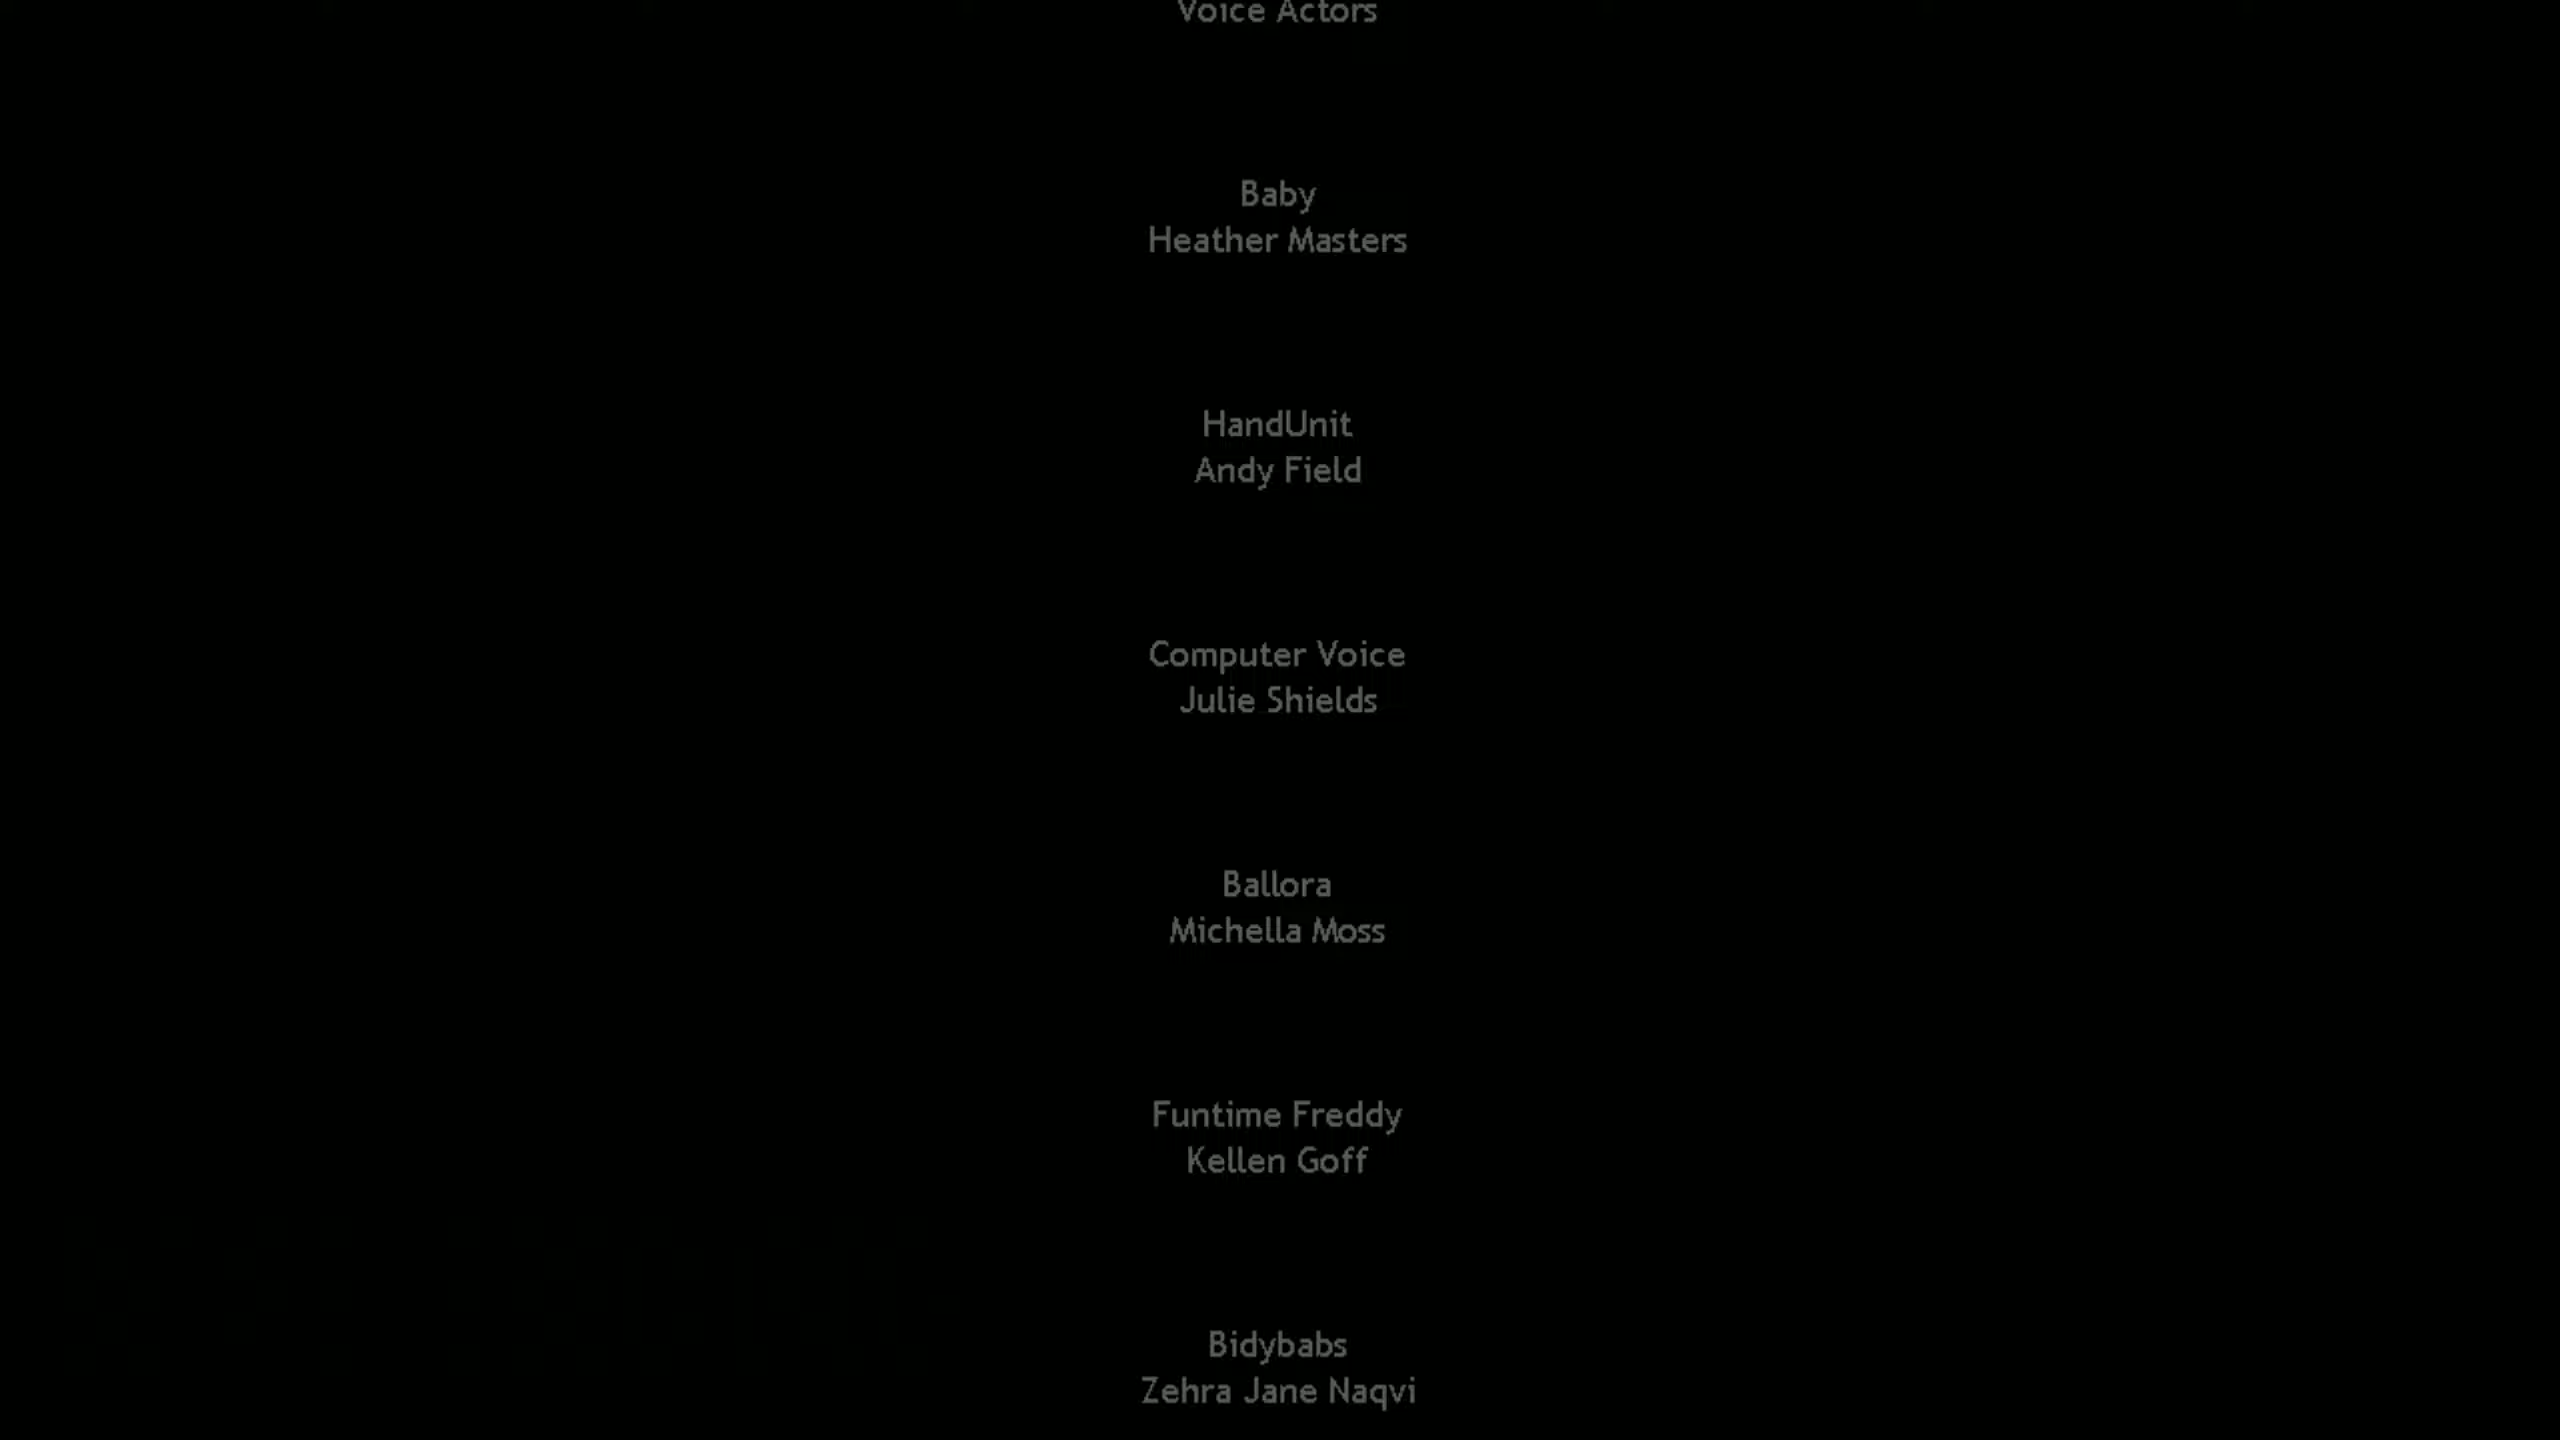 Voice Actors
Baby
Heather Masters
HandUnit
Andy Field
Computer Voice
Julie Shields
Ballora
Michella Moss
Funtime Freddy
Kellen Goff
Bidybabs
Zehra Jane Naqvi